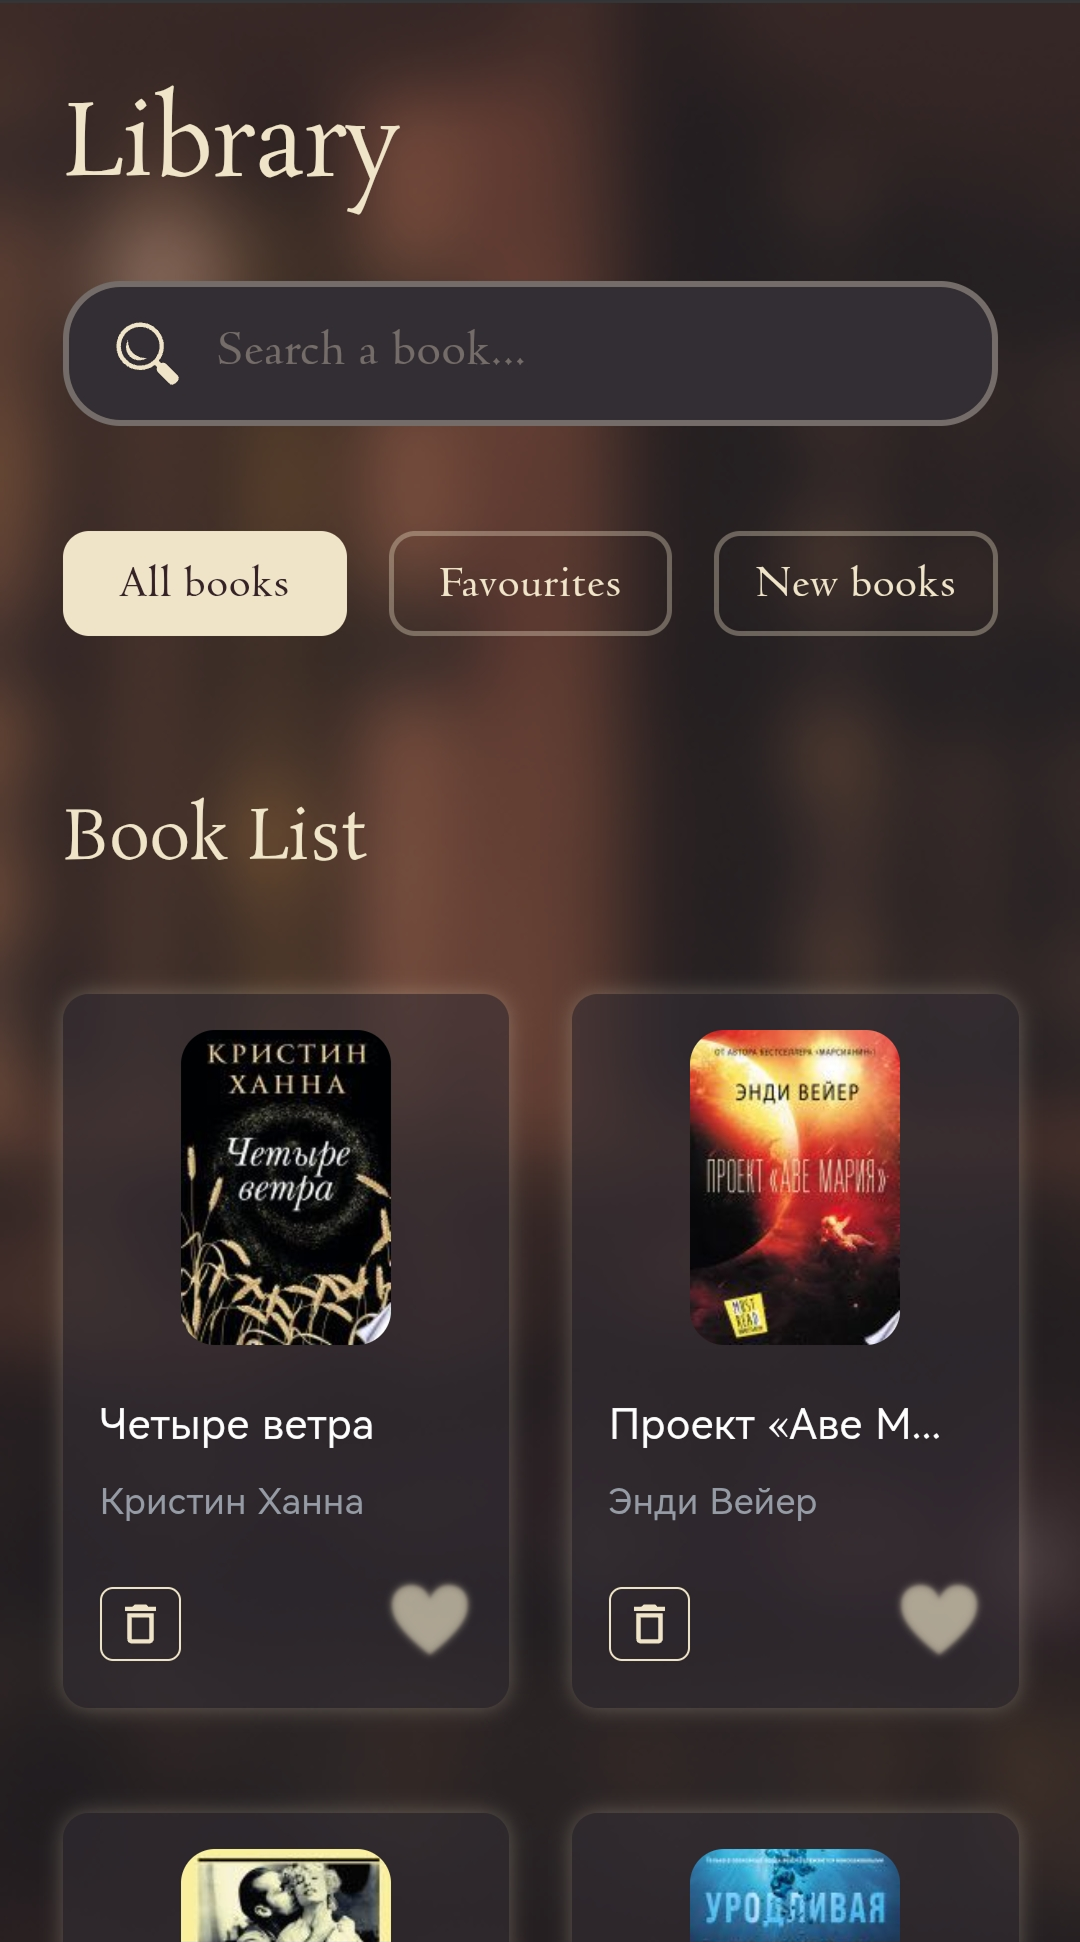 Library
Search a book...
All books
Favourites
New books
Book List
КРИСТИН
ХАННА
Четыре
ветра
Четыре ветра
Кристин Ханна
ОТ АВТОРА БЕСТСЕЛЛЕРА «МАРСИАНИН»
ЭНДИ ВЕЙЕР
ПРОЕКТ «АВЕ МАРИЯ»
MUST
READ
Проект «Аве М...
Энди Вейер
УРОДЛИВАЯ